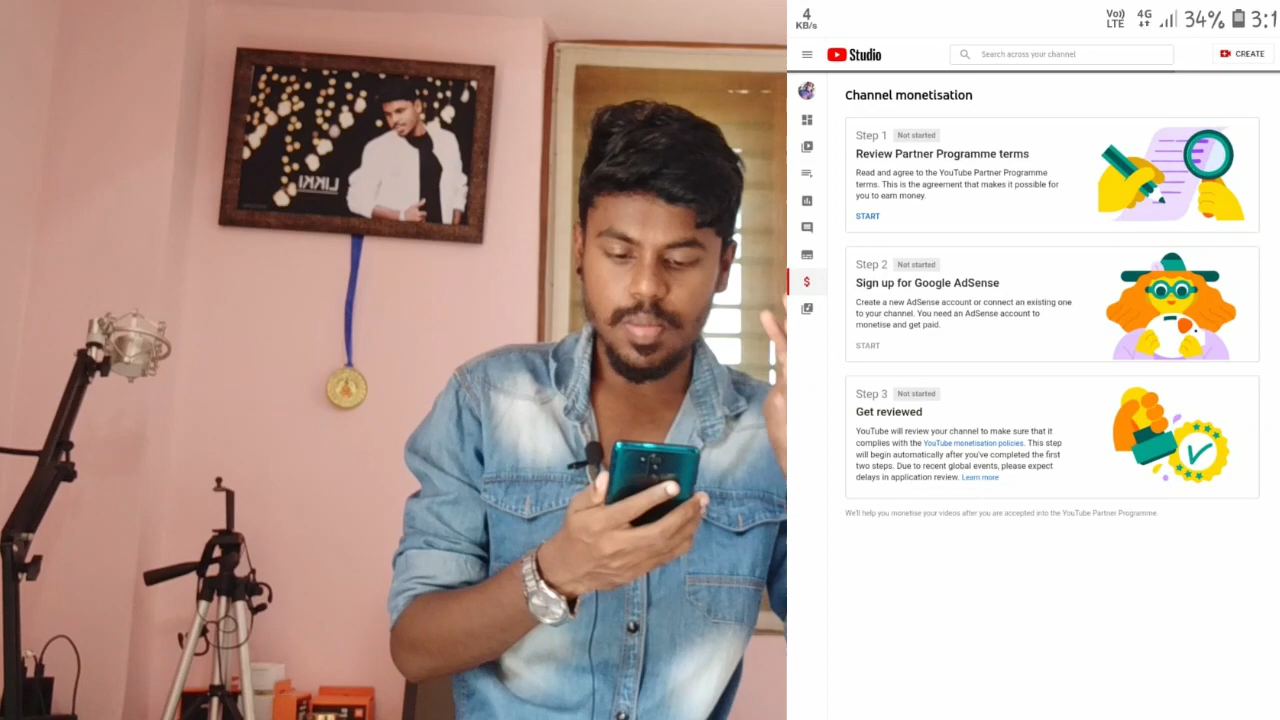 LIKKI
4
KB/s
Vo))
LTE
4G
34%
3:1
Studio
Search across your channel
CREATE
Channel monetisation
Step 1 Not started
Review Partner Programme terms
Read and agree to the YouTube Partner Programme
terms. This is the agreement that makes it possible for
you to earn money.
START
Step 2 Not started
Sign up for Google AdSense
Create a new AdSense account or connect an existing one
to your channel. You need an AdSense account to
monetise and get paid.
START
Step 3 Not started
Get reviewed
YouTube will review your channel to make sure that it
complies with the YouTube monetisation policies. This step
will begin automatically after you've completed the first
two steps. Due to recent global events, please expect
delays in application review. Learn more
We'll help you monetise your videos after you are accepted into the YouTube Partner Programme.